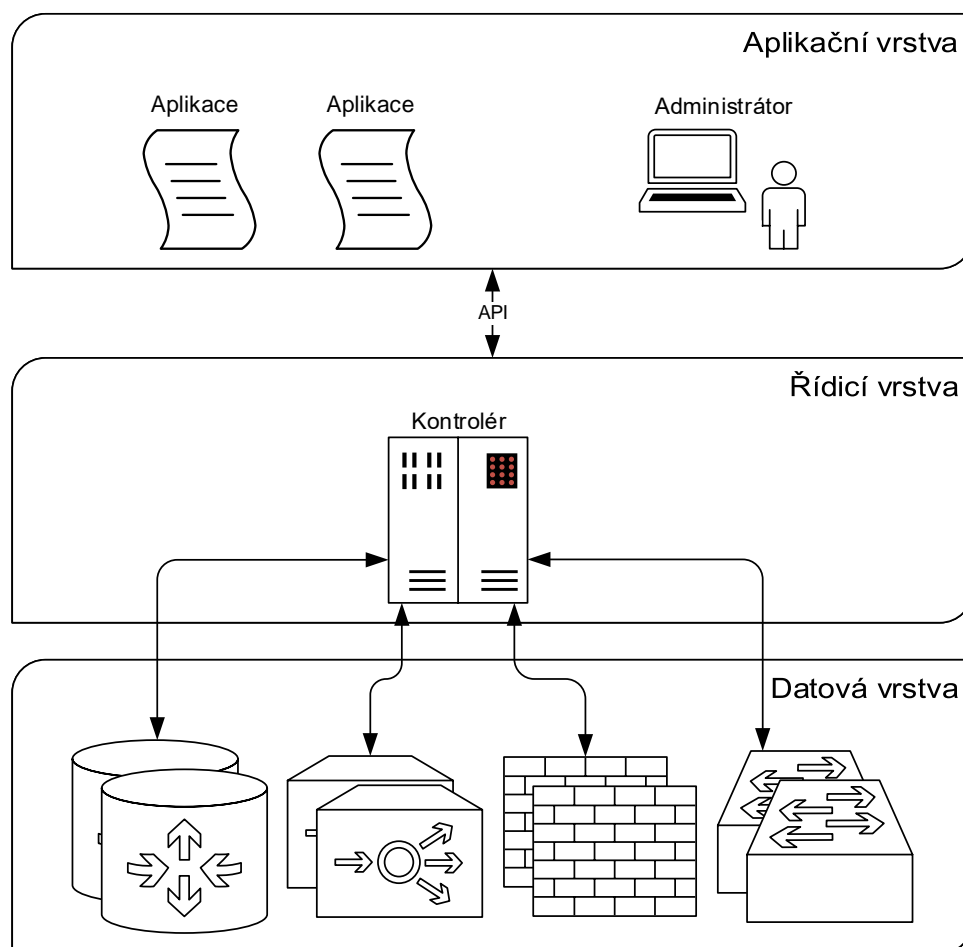 Aplikační vrstva
Aplikace
Aplikace
Administrátor
API
Řídicí vrstva
Kontrolér
Datová vrstva